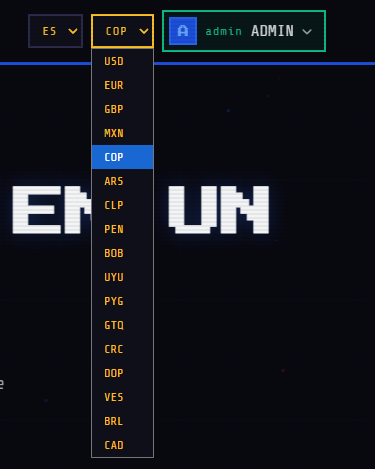 ES COP A admin ADMIN
USD
EUR
GBP
MXN
COP
ARS
CLP
PEN
BOB
UYU
PYG
GTQ
CRC
DOP
VES
BRL
CAD
EN UN
e